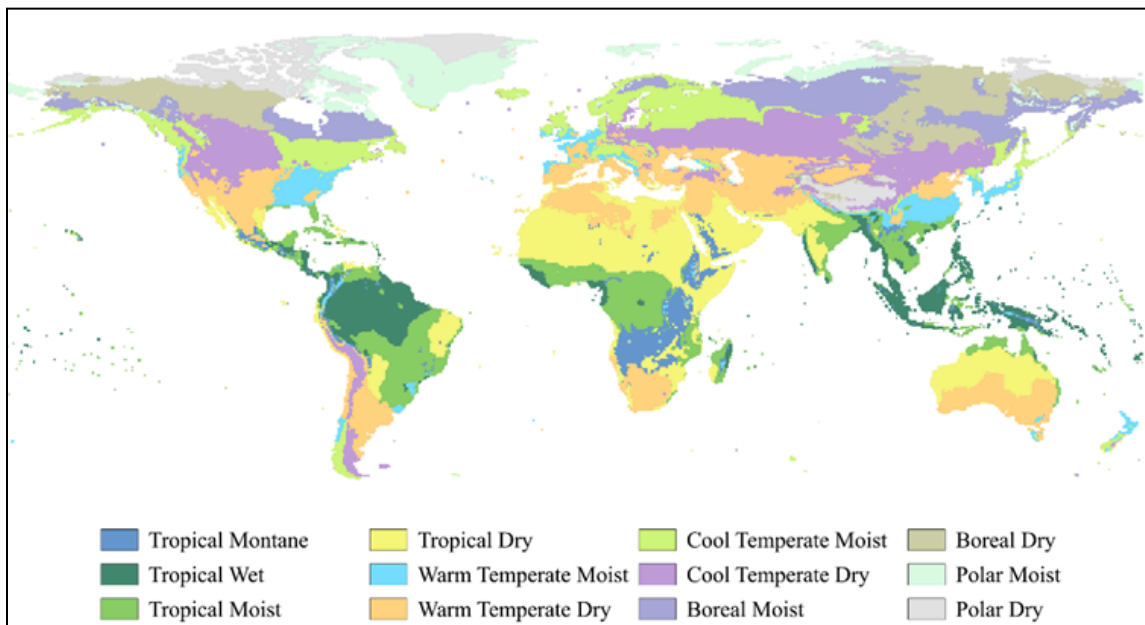 Tropical Montane
Tropical Dry
Cool Temperate Moist
Boreal Dry
Tropical Wet
Warm Temperate Moist
Cool Temperate Dry
Polar Moist
Tropical Moist
Warm Temperate Dry
Boreal Moist
Polar Dry